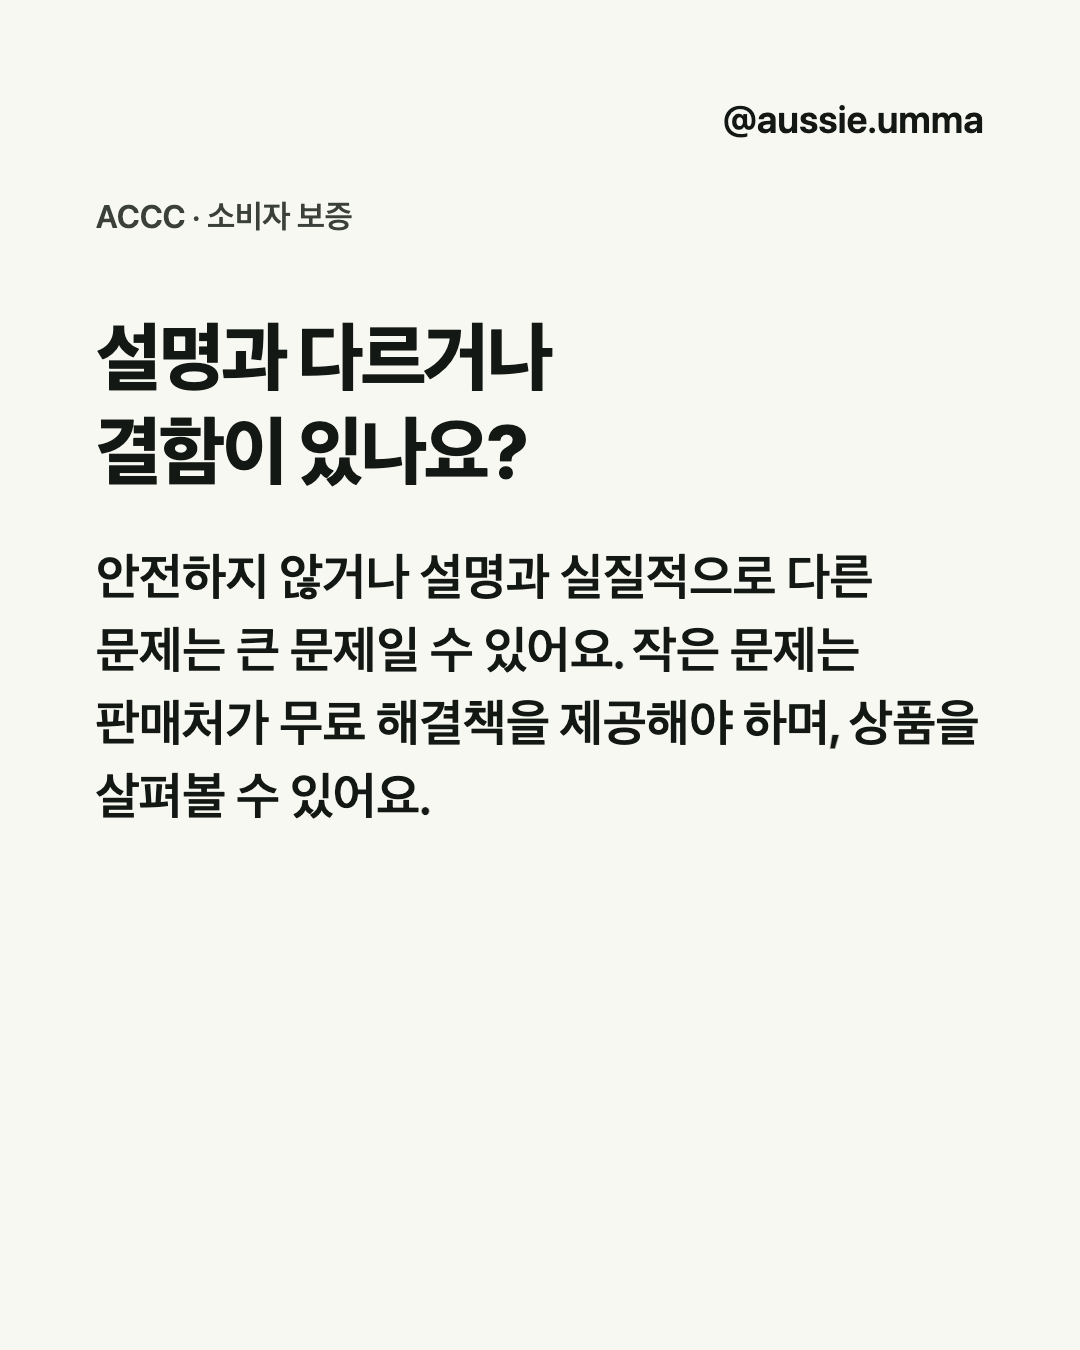 @aussie.umma
ACCC · 소비자 보증
설명과 다르거나
결함이 있나요?
안전하지 않거나 설명과 실질적으로 다른
문제는 큰 문제일 수 있어요. 작은 문제는
판매처가 무료 해결책을 제공해야 하며, 상품을
살펴볼 수 있어요.